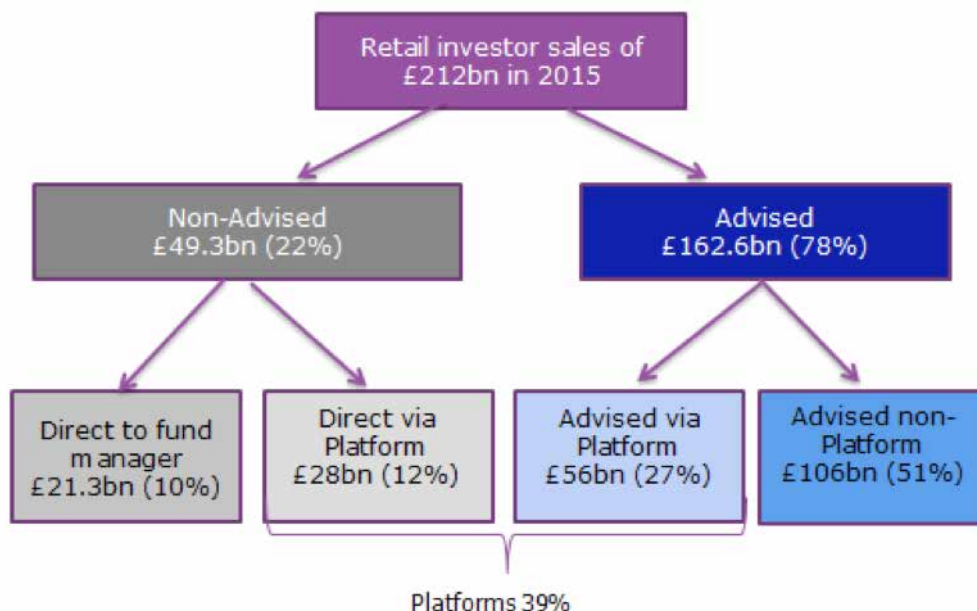 Retail investor sales of
£212bn in 2015
Non-Advised
£49.3bn (22%)
Advised
£162.6bn (78%)
Direct to fund
manager
£21.3bn (10%)
Direct via
Platform
£28bn (12%)
Advised via
Platform
£56bn (27%)
Advised non-
Platform
£106bn (51%)
Platforms 39%